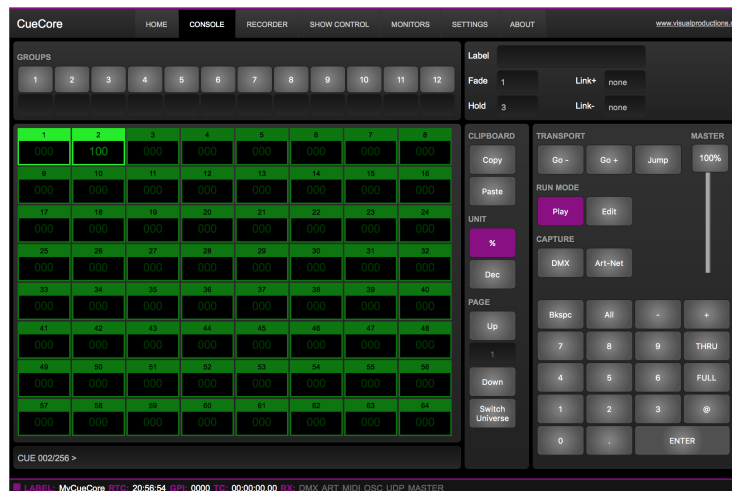 CueCore HOME CONSOLE RECORDER SHOW CONTROL MONITORS SETTINGS ABOUT www.visualproductions.
GROUPS
1 2 3 4 5 6 7 8 9 10 11 12
Label
Fade 1 Link+ none
Hold 3 Link- none
1 2 3 4 5 6 7 8
000 100 000 000 000 000 000 000
9 10 11 12 13 14 15 16
000 000 000 000 000 000 000 000
17 18 19 20 21 22 23 24
000 000 000 000 000 000 000 000
25 26 27 28 29 30 31 32
000 000 000 000 000 000 000 000
33 34 35 36 37 38 39 40
000 000 000 000 000 000 000 000
41 42 43 44 45 46 47 48
000 000 000 000 000 000 000 000
49 50 51 52 53 54 55 56
000 000 000 000 000 000 000 000
57 58 59 60 61 62 63 64
000 000 000 000 000 000 000 000
CUE 002/256 >
CLIPBOARD
Copy
Paste
UNIT
%
Dec
PAGE
Up
1
Down
Switch
Universe
TRANSPORT MASTER
Go - Go + Jump 100%
RUN MODE
Play Edit
CAPTURE
DMX Art-Net
Bkspc All - +
7 8 9 THRU
4 5 6 FULL
1 2 3 @
0 . ENTER
LABEL: MyCueCore RTC: 20:56:54 GPI: 0000 TC: 00:00:00.00 RX: DMX ART MIDI OSC UDP MASTER